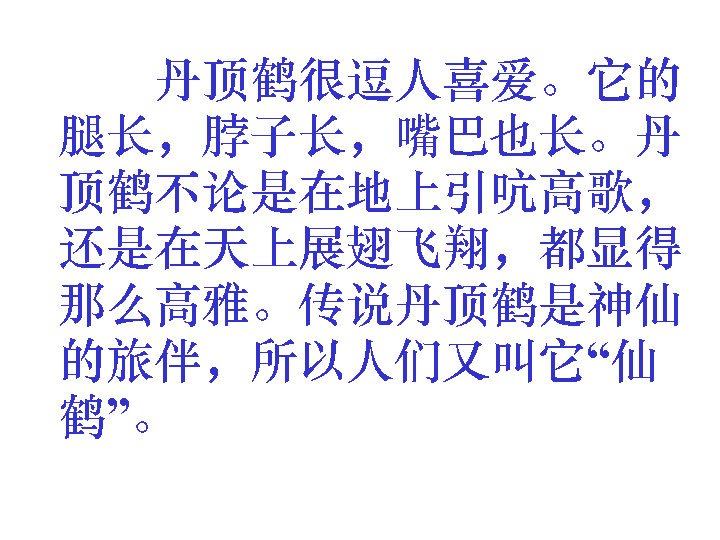 丹顶鹤很逗人喜爱。它的
腿长，脖子长，嘴巴也长。丹
顶鹤不论是在地上引吭高歌，
还是在天上展翅飞翔，都显得
那么高雅。传说丹顶鹤是神仙
的旅伴，所以人们又叫它“仙
鹤”。